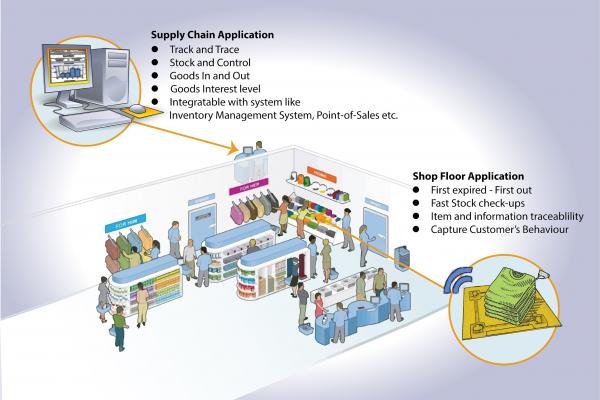 Supply Chain Application
● Track and Trace
● Stock and Control
● Goods In and Out
● Goods Interest level
● Integratable with system like
Inventory Management System, Point-of-Sales etc.
Shop Floor Application
● First expired - First out
● Fast Stock check-ups
● Item and information traceablility
● Capture Customer's Behaviour
FOR HER
FOR HIM